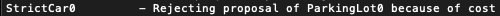 StrictCar0       - Rejecting proposal of ParkingLot0 because of cost